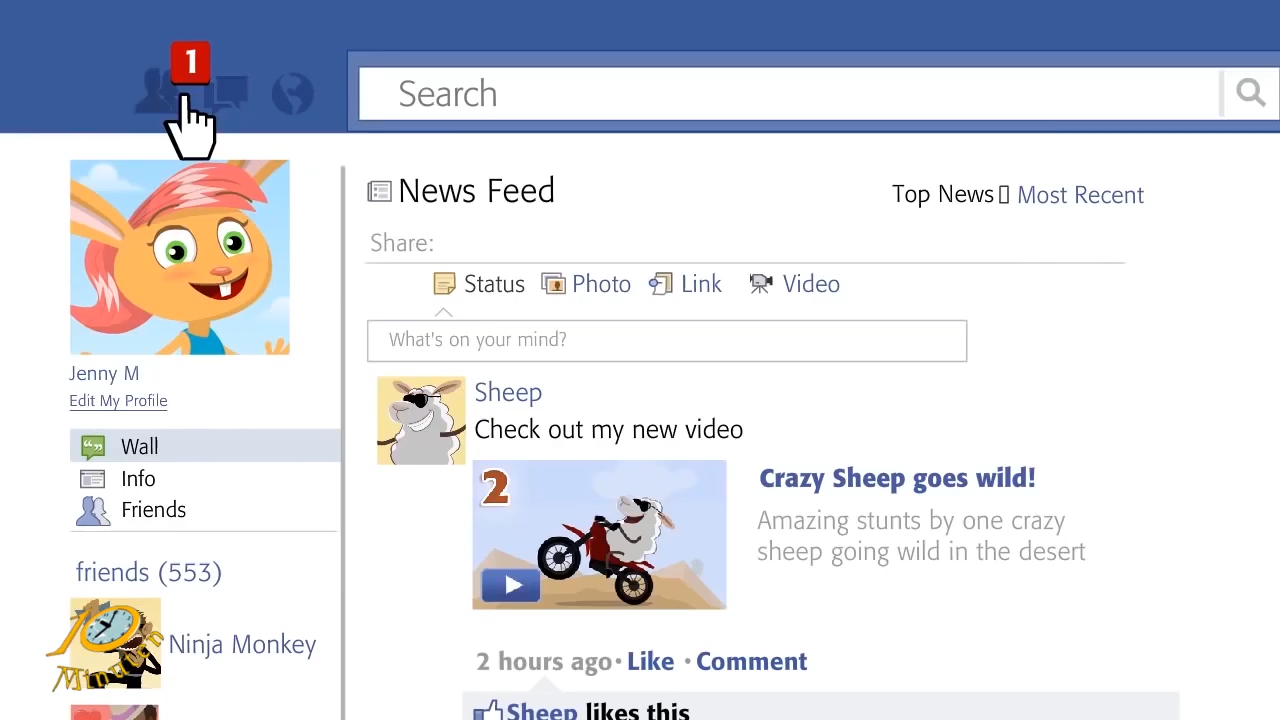 1
Search
News Feed
Top News Most Recent
Share:
Status Photo Link Video
What's on your mind?
Jenny M
Edit My Profile
Wall
Info
Friends
friends (553)
Ninja Monkey
10 Minuten
Sheep
Check out my new video
2
Crazy Sheep goes wild!
Amazing stunts by one crazy
sheep going wild in the desert
2 hours ago · Like · Comment
Sheep likes this